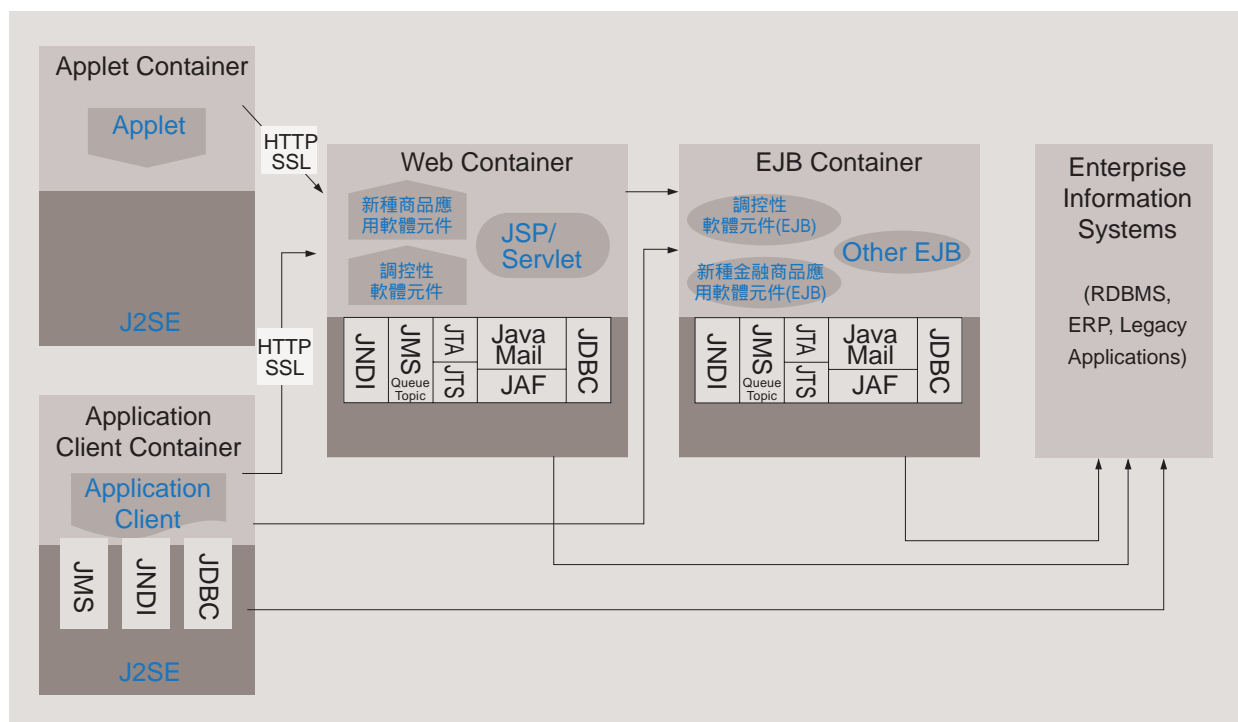 Applet Container
Applet
J2SE
HTTP
SSL
HTTP
SSL
Application
Client Container
Application
Client
JMS
JNDI
JDBC
J2SE
Web Container
新種商品應
用軟體元件
調控性
軟體元件
JSP/
Servlet
JNDI
JMS
Queue
Topic
JTA
JTS
Java
Mail
JAF
JDBC
EJB Container
調控性
軟體元件(EJB)
新種金融商品應
用軟體元件(EJB)
Other EJB
JNDI
JMS
Queue
Topic
JTA
JTS
Java
Mail
JAF
JDBC
Enterprise
Information
Systems
(RDBMS,
ERP, Legacy
Applications)